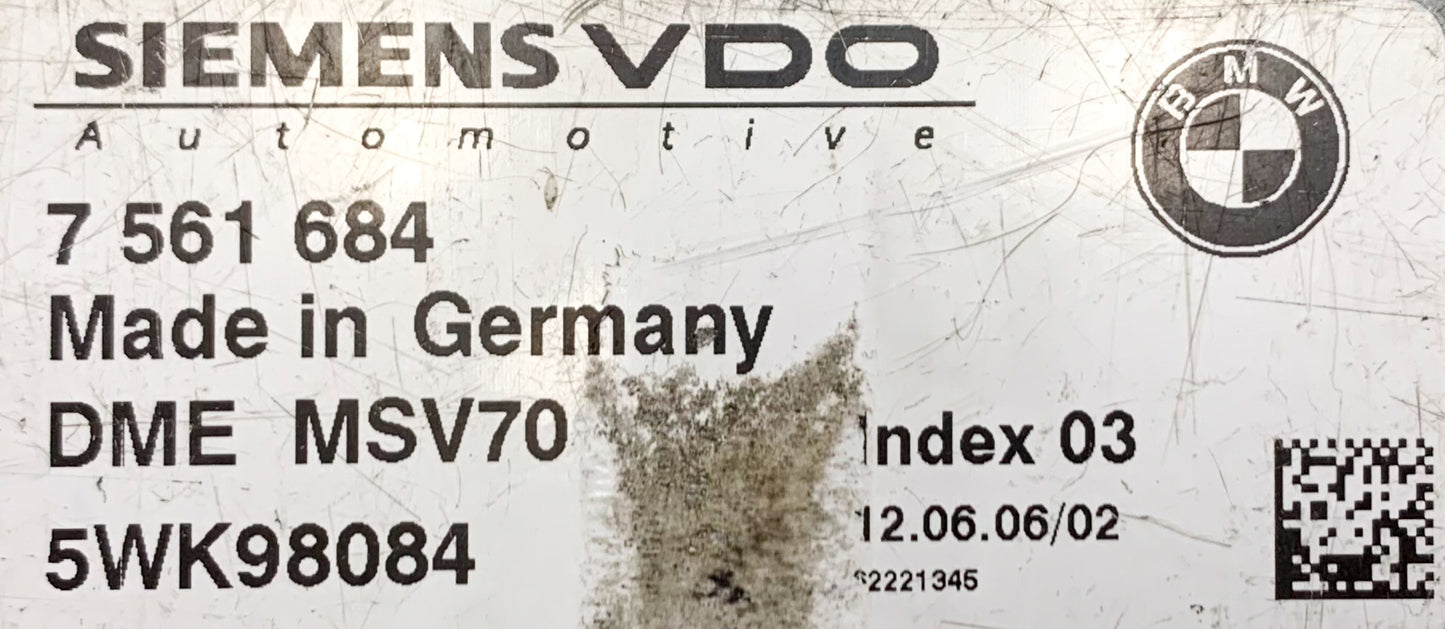 SIEMENS VDO
Automotive
BMW
7 561 684
Made in Germany
DME MSV70 Index 03
12.06.06/02
5WK98084
2221345